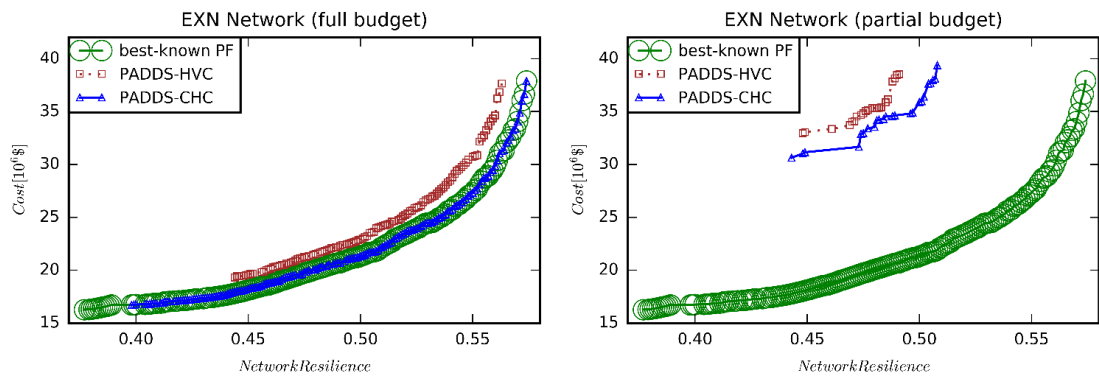 EXN Network (full budget)
best-known PF
PADDS-HVC
PADDS-CHC
40
35
30
25
20
15
Cost[10⁶$]
0.40 0.45 0.50 0.55
NetworkResilience
EXN Network (partial budget)
best-known PF
PADDS-HVC
PADDS-CHC
40
35
30
25
20
15
Cost[10⁶$]
0.40 0.45 0.50 0.55
NetworkResilience